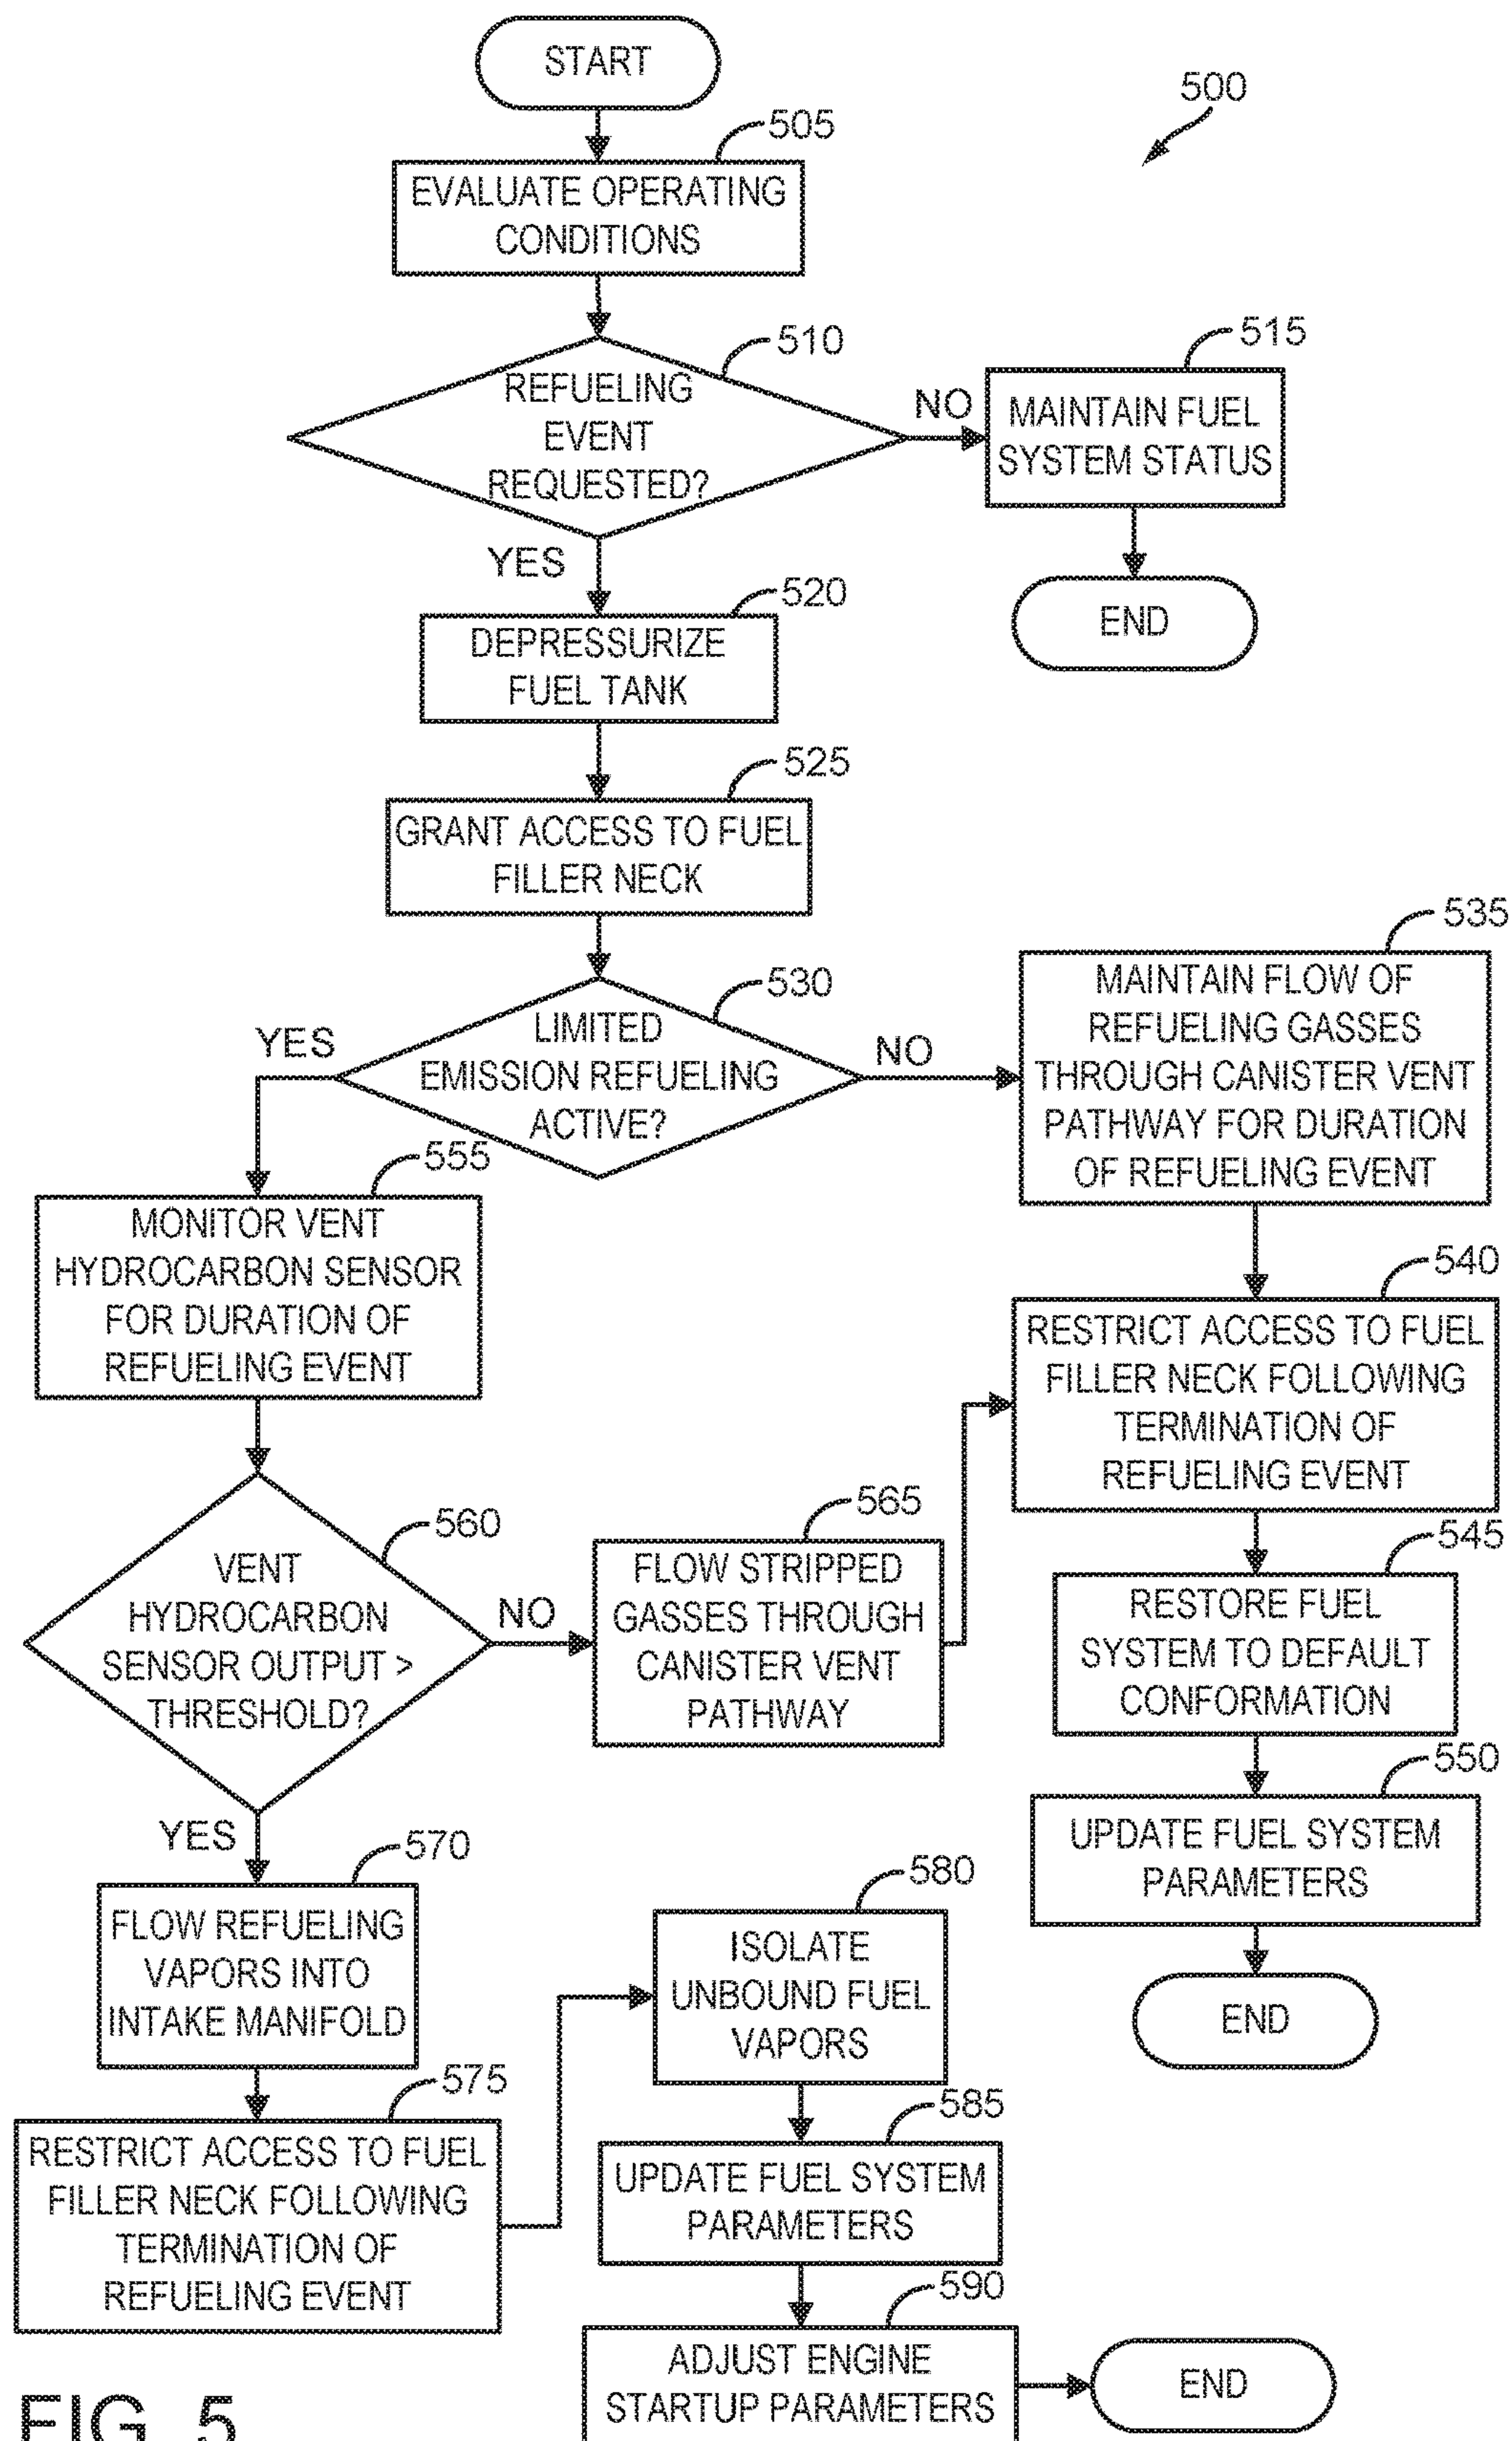 START
500
505
EVALUATE OPERATING
CONDITIONS
510
REFUELING
EVENT
REQUESTED?
NO
515
MAINTAIN FUEL
SYSTEM STATUS
END
YES
520
DEPRESSURIZE
FUEL TANK
525
GRANT ACCESS TO FUEL
FILLER NECK
530
LIMITED
EMISSION REFUELING
ACTIVE?
YES
NO
535
MAINTAIN FLOW OF
REFUELING GASSES
THROUGH CANISTER VENT
PATHWAY FOR DURATION
OF REFUELING EVENT
555
MONITOR VENT
HYDROCARBON SENSOR
FOR DURATION OF
REFUELING EVENT
540
RESTRICT ACCESS TO FUEL
FILLER NECK FOLLOWING
TERMINATION OF
REFUELING EVENT
560
VENT
HYDROCARBON
SENSOR OUTPUT >
THRESHOLD?
NO
565
FLOW STRIPPED
GASSES THROUGH
CANISTER VENT
PATHWAY
545
RESTORE FUEL
SYSTEM TO DEFAULT
CONFORMATION
550
UPDATE FUEL SYSTEM
PARAMETERS
END
YES
570
FLOW REFUELING
VAPORS INTO
INTAKE MANIFOLD
575
RESTRICT ACCESS TO FUEL
FILLER NECK FOLLOWING
TERMINATION OF
REFUELING EVENT
580
ISOLATE
UNBOUND FUEL
VAPORS
585
UPDATE FUEL SYSTEM
PARAMETERS
590
ADJUST ENGINE
STARTUP PARAMETERS
END
FIG. 5